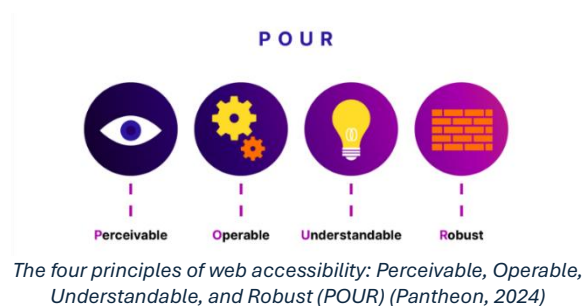 POUR
Perceivable
Operable
Understandable
Robust
The four principles of web accessibility: Perceivable, Operable,
Understandable, and Robust (POUR) (Pantheon, 2024)